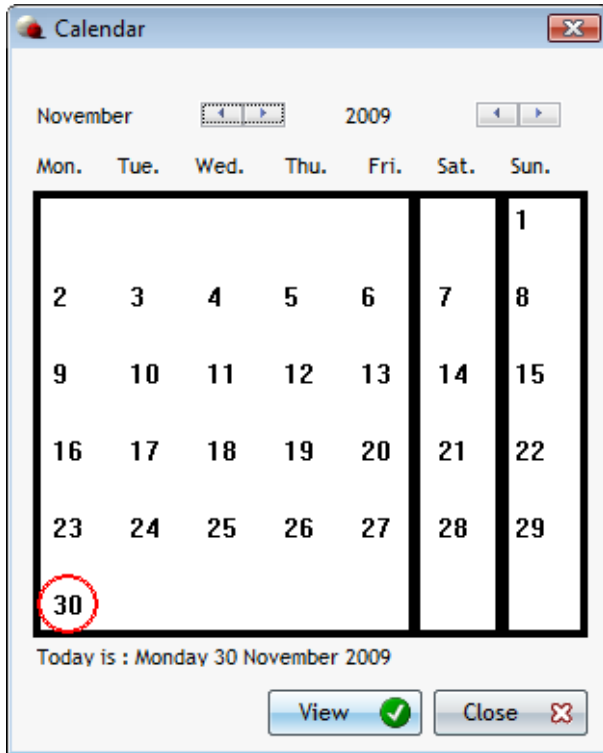 Calendar
November 2009
Mon. Tue. Wed. Thu. Fri. Sat. Sun.
1
2 3 4 5 6 7 8
9 10 11 12 13 14 15
16 17 18 19 20 21 22
23 24 25 26 27 28 29
30
Today is : Monday 30 November 2009
View Close